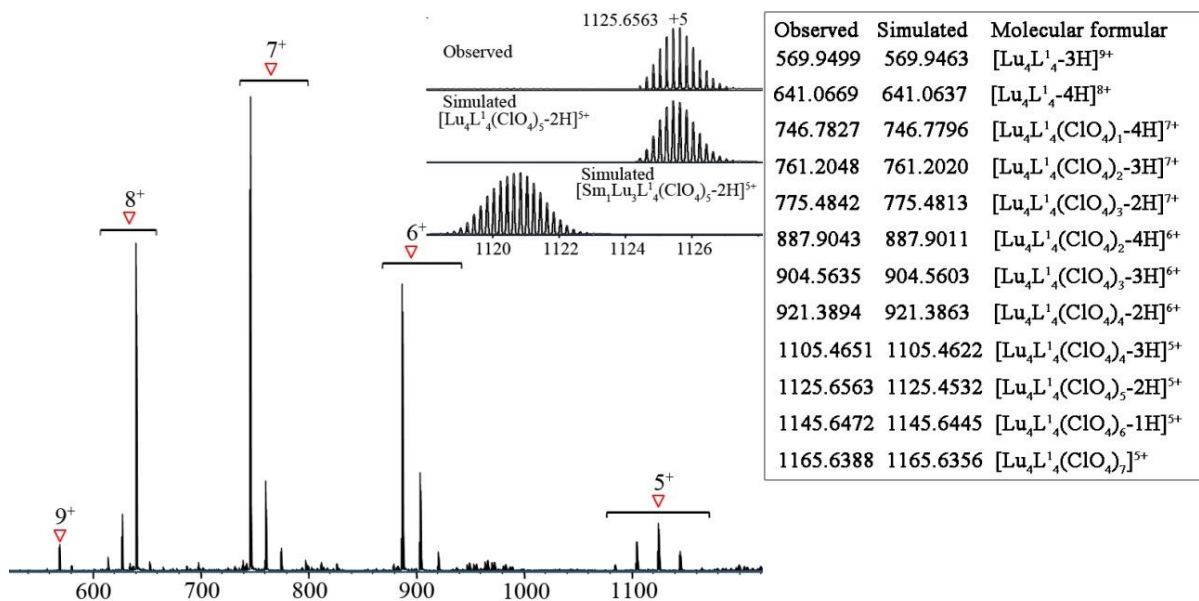 1125.6563 +5
Observed
Simulated
[Lu₄L¹₄(ClO₄)₅-2H]⁵⁺
Simulated
[Sm₁Lu₃L¹₄(ClO₄)₅-2H]⁵⁺
1120 1122 1124 1126
9⁺
8⁺
7⁺
6⁺
5⁺
600 700 800 900 1000 1100
Observed Simulated Molecular formular
569.9499 569.9463 [Lu₄L¹₄-3H]⁹⁺
641.0669 641.0637 [Lu₄L¹₄-4H]⁸⁺
746.7827 746.7796 [Lu₄L¹₄(ClO₄)₁-4H]⁷⁺
761.2048 761.2020 [Lu₄L¹₄(ClO₄)₂-3H]⁷⁺
775.4842 775.4813 [Lu₄L¹₄(ClO₄)₃-2H]⁷⁺
887.9043 887.9011 [Lu₄L¹₄(ClO₄)₂-4H]⁶⁺
904.5635 904.5603 [Lu₄L¹₄(ClO₄)₃-3H]⁶⁺
921.3894 921.3863 [Lu₄L¹₄(ClO₄)₄-2H]⁶⁺
1105.4651 1105.4622 [Lu₄L¹₄(ClO₄)₄-3H]⁵⁺
1125.6563 1125.4532 [Lu₄L¹₄(ClO₄)₅-2H]⁵⁺
1145.6472 1145.6445 [Lu₄L¹₄(ClO₄)₆-1H]⁵⁺
1165.6388 1165.6356 [Lu₄L¹₄(ClO₄)₇]⁵⁺